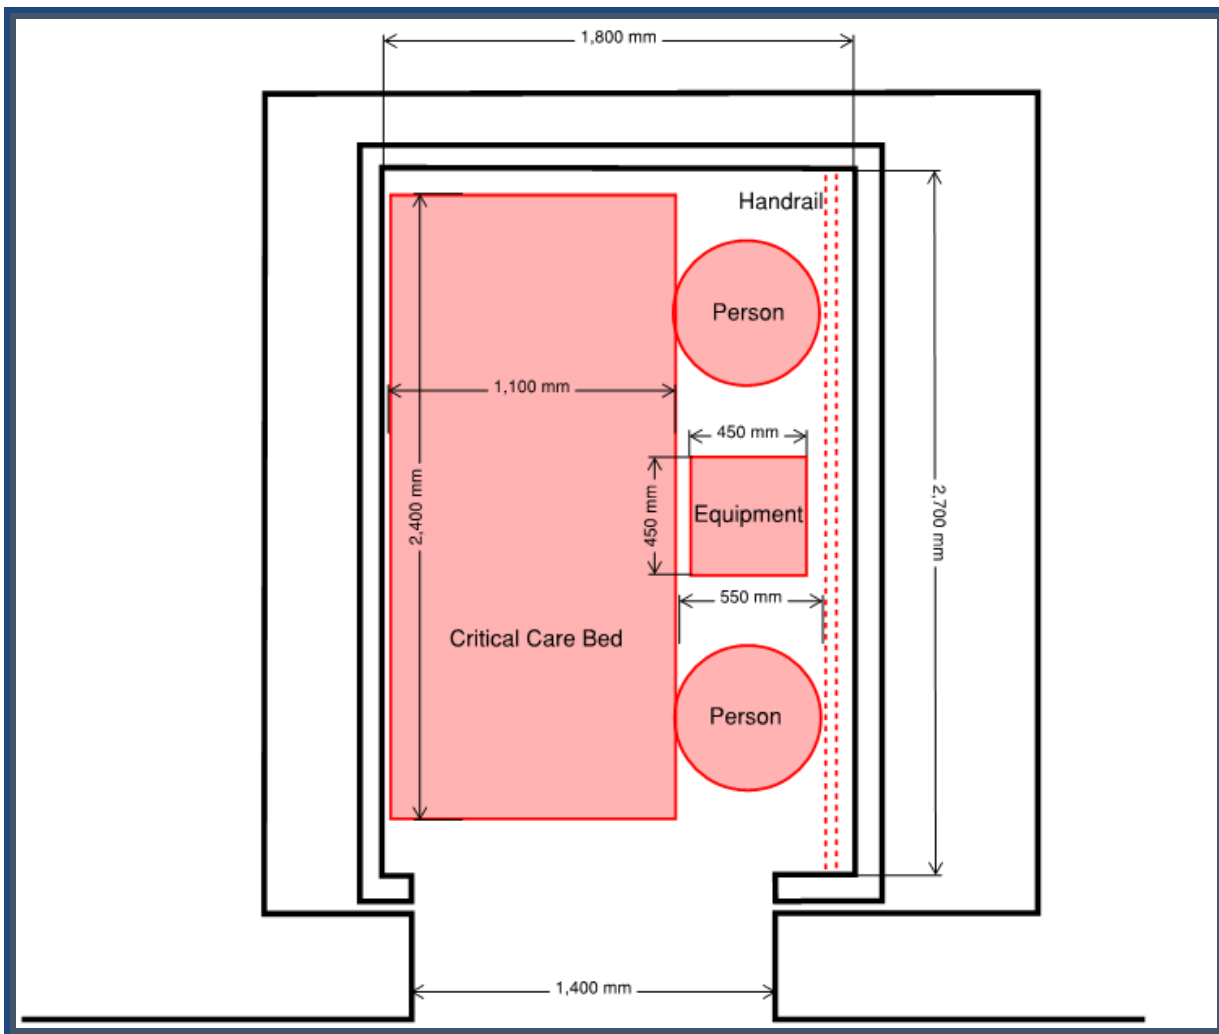 1,800 mm
Handrail
Person
1,100 mm
450 mm
2,400 mm
450 mm
Equipment
2,700 mm
550 mm
Critical Care Bed
Person
1,400 mm